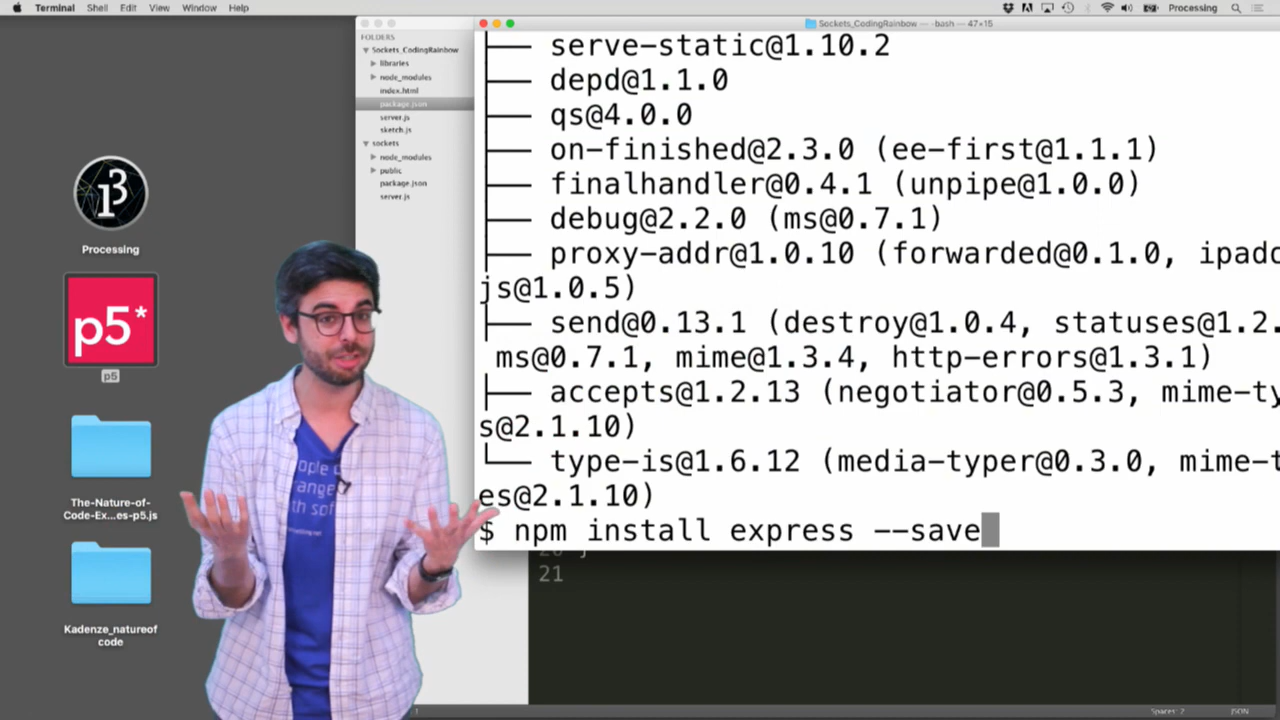 Terminal Shell Edit View Window Help
Processing
FOLDERS
Sockets_CodingRainbow
libraries
node_modules
index.html
package.json
server.js
sketch.js
sockets
node_modules
public
package.json
server.js
Sockets_CodingRainbow — -bash — 47×15
├── serve-static@1.10.2
├── depd@1.1.0
├── qs@4.0.0
├── on-finished@2.3.0 (ee-first@1.1.1)
├── finalhandler@0.4.1 (unpipe@1.0.0)
├── debug@2.2.0 (ms@0.7.1)
├── proxy-addr@1.0.10 (forwarded@0.1.0,
js@1.0.5)
├── send@0.13.1 (destroy@1.0.4, statuses@1.2.
ms@0.7.1, mime@1.3.4, http-errors@1.3.1)
├── accepts@1.2.13 (negotiator@0.5.3, mime-ty
s@2.1.10)
└── type-is@1.6.12 (media-typer@0.3.0, mime-t
es@2.1.10)
$ npm install express --save
21
Spaces: 2
JSON
Processing
p5*
p5
The-Nature-of-
Code-Ex...es-p5.js
Kadenze_natureof
code